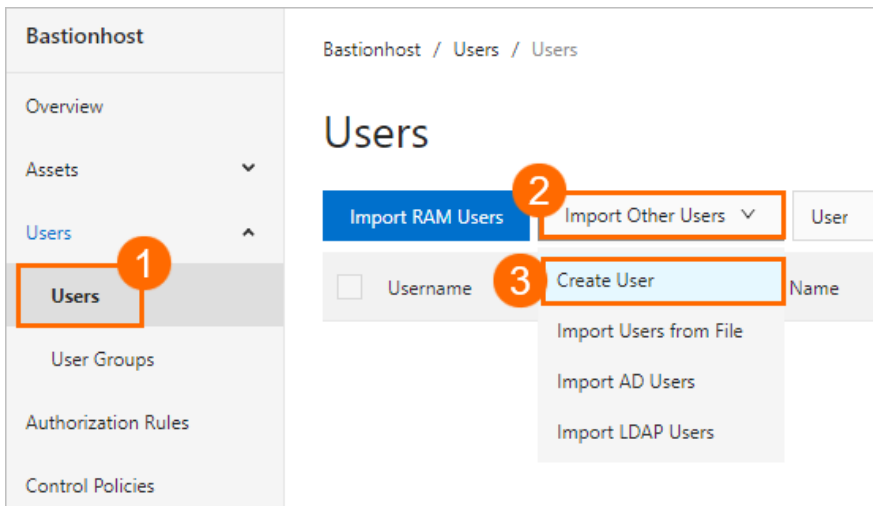 Bastionhost
Bastionhost / Users / Users
Overview
Users
Assets
2
Import RAM Users
Import Other Users
User
Users
1
3
Create User
Username
Name
Users
Import Users from File
User Groups
Import AD Users
Authorization Rules
Import LDAP Users
Control Policies